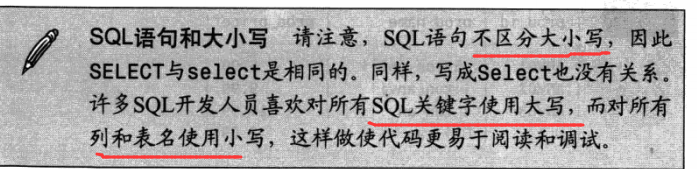 SQL语句和大小写 请注意，SQL语句不区分大小写，因此
SELECT与select是相同的。同样，写成Select也没有关系。
许多SQL开发人员喜欢对所有SQL关键字使用大写，而对所有
列和表名使用小写，这样做使代码更易于阅读和调试。